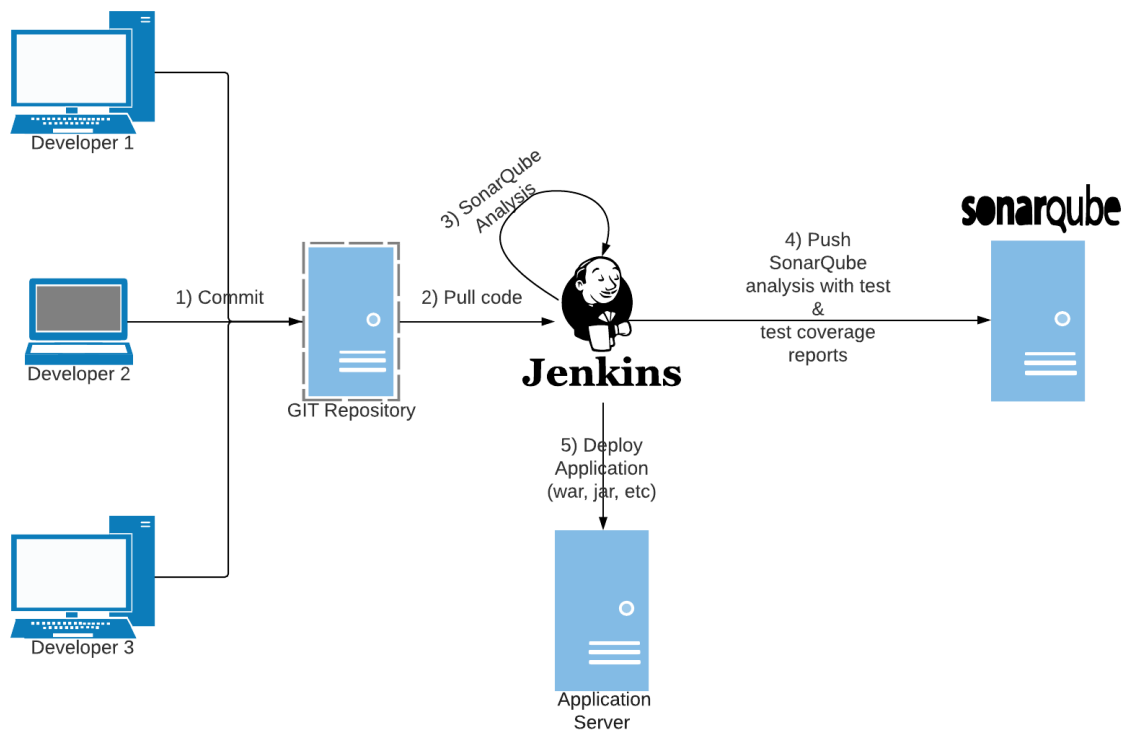 Developer 1
3) SonarQube
Analysis
sonarqube
4) Push
SonarQube
analysis with test
&
test coverage
reports
1) Commit
2) Pull code
Developer 2
Jenkins
GIT Repository
5) Deploy
Application
(war, jar, etc)
Developer 3
Application
Server